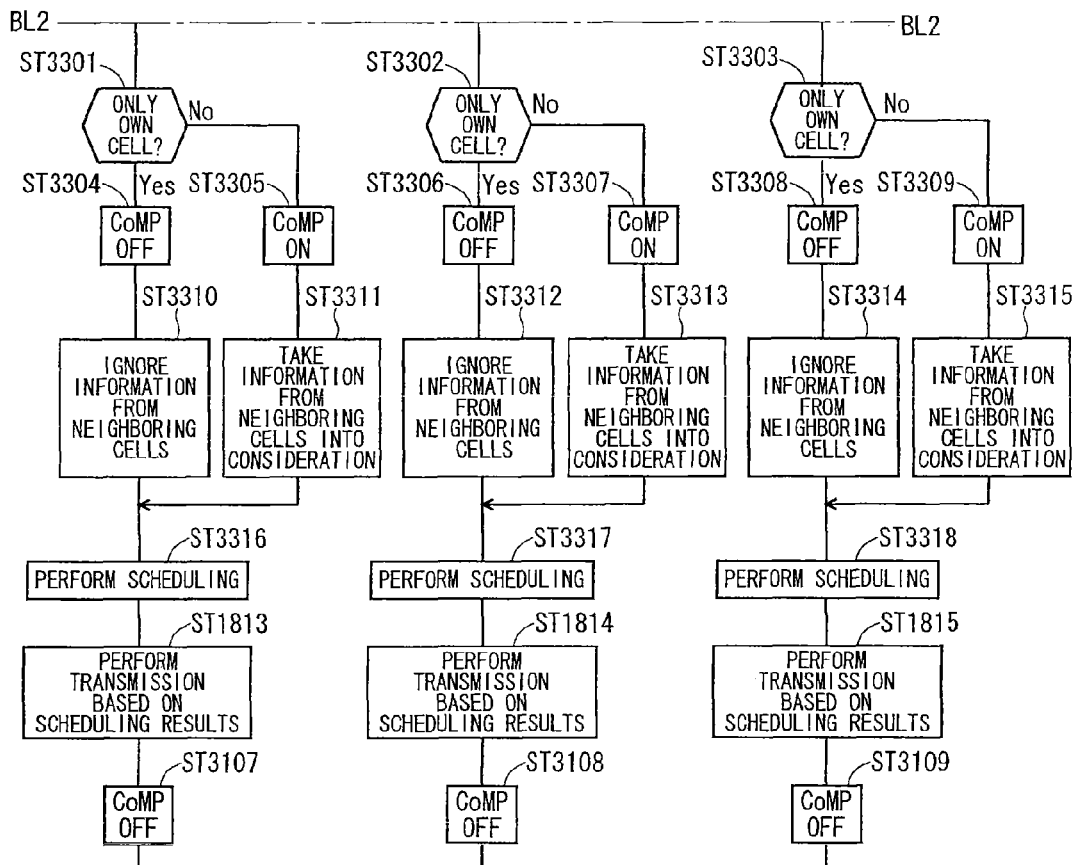 BL2
BL2
ST3301
ST3302
ST3303
ONLY
OWN
CELL?
No
ONLY
OWN
CELL?
No
ONLY
OWN
CELL?
No
ST3304
Yes
ST3305
ST3306
Yes
ST3307
ST3308
Yes
ST3309
CoMP
OFF
CoMP
ON
CoMP
OFF
CoMP
ON
CoMP
OFF
CoMP
ON
ST3310
ST3311
ST3312
ST3313
ST3314
ST3315
IGNORE
INFORMATION
FROM
NEIGHBORING
CELLS
TAKE
INFORMATION
FROM
NEIGHBORING
CELLS INTO
CONSIDERATION
IGNORE
INFORMATION
FROM
NEIGHBORING
CELLS
TAKE
INFORMATION
FROM
NEIGHBORING
CELLS INTO
CONSIDERATION
IGNORE
INFORMATION
FROM
NEIGHBORING
CELLS
TAKE
INFORMATION
FROM
NEIGHBORING
CELLS INTO
CONSIDERATION
ST3316
ST3317
ST3318
PERFORM SCHEDULING
PERFORM SCHEDULING
PERFORM SCHEDULING
ST1813
ST1814
ST1815
PERFORM
TRANSMISSION
BASED ON
SCHEDULING RESULTS
PERFORM
TRANSMISSION
BASED ON
SCHEDULING RESULTS
PERFORM
TRANSMISSION
BASED ON
SCHEDULING RESULTS
ST3107
ST3108
ST3109
CoMP
OFF
CoMP
OFF
CoMP
OFF